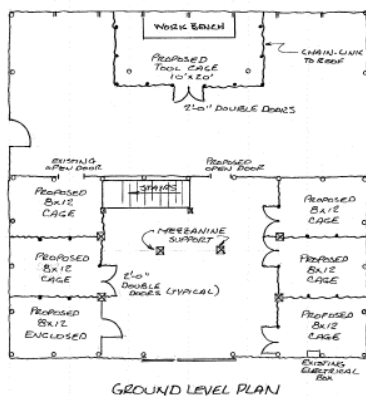 WORK BENCH
PROPOSED
TOOL CAGE
10'x20'
CHAIN-LINK
TO ROOF
2'-0" DOUBLE DOORS
EXISTING
OPEN DOOR
PROPOSED
OPEN DOOR
PROPOSED
8x12
CAGE
STAIRS
PROPOSED
8x12
CAGE
MEZZANINE
SUPPORT
PROPOSED
8x12
CAGE
2'-0"
DOUBLE
DOORS (TYPICAL)
PROPOSED
8x12
CAGE
PROPOSED
8x12
ENCLOSED
PROPOSED
8x12
CAGE
EXISTING
ELECTRICAL
BOX
GROUND LEVEL PLAN